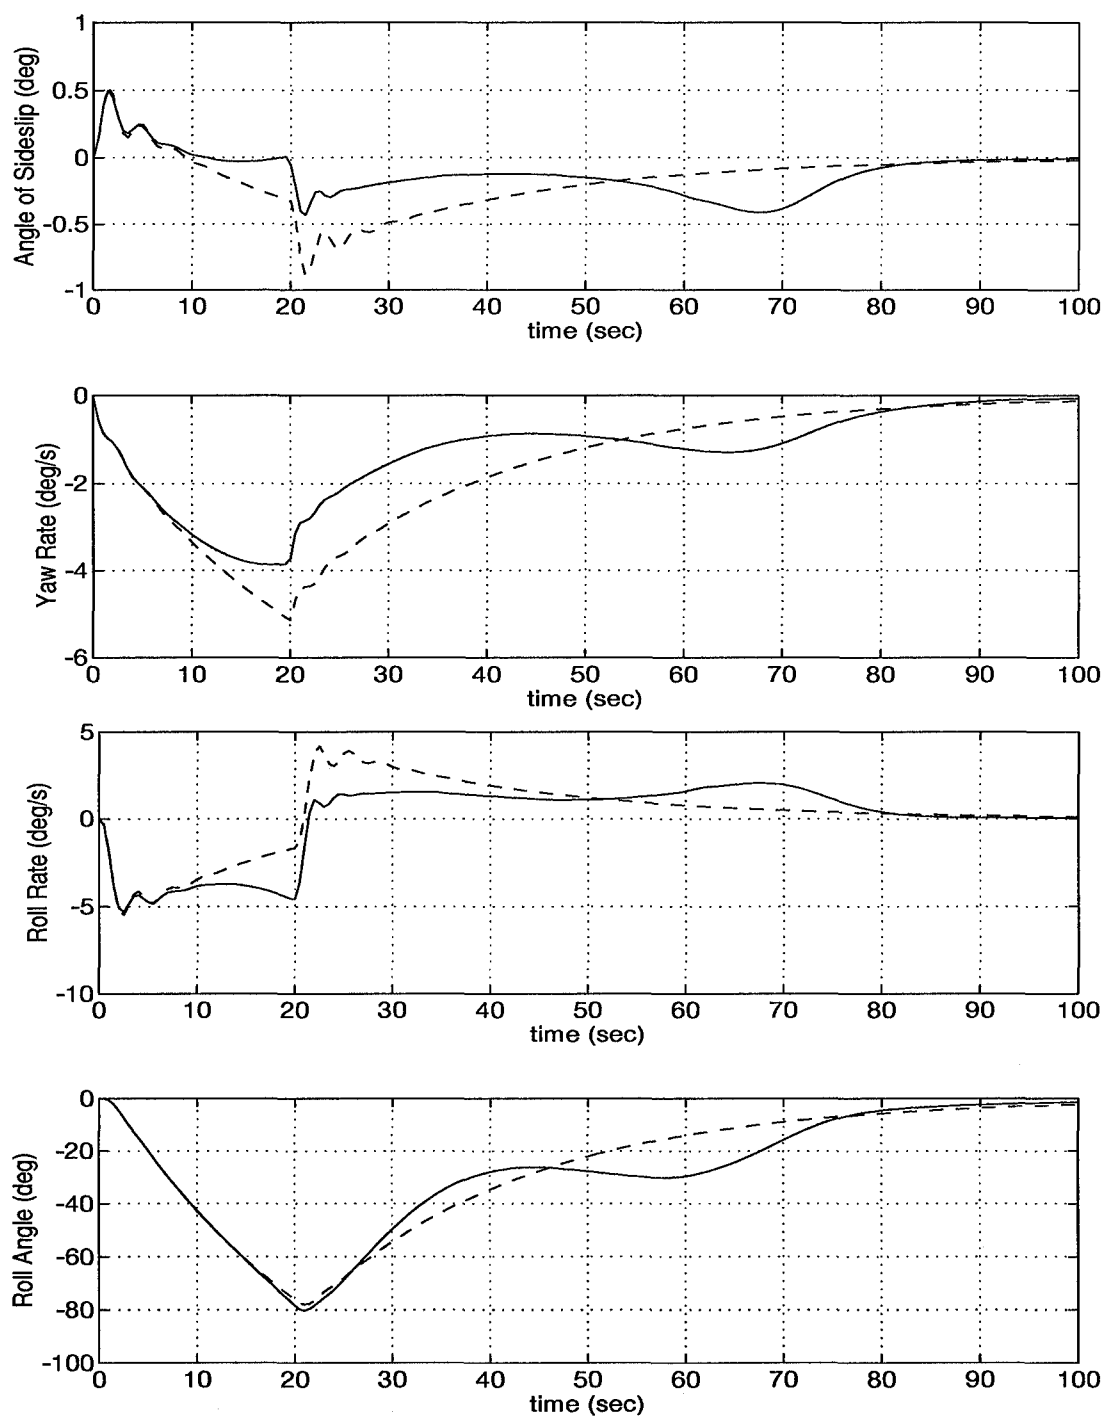 1
0.5
0
-0.5
-1
Angle of Sideslip (deg)
0 10 20 30 40 50 60 70 80 90 100
time (sec)
0
-2
-4
-6
Yaw Rate (deg/s)
0 10 20 30 40 50 60 70 80 90 100
time (sec)
5
0
-5
-10
Roll Rate (deg/s)
0 10 20 30 40 50 60 70 80 90 100
time (sec)
0
-20
-40
-60
-80
-100
Roll Angle (deg)
0 10 20 30 40 50 60 70 80 90 100
time (sec)